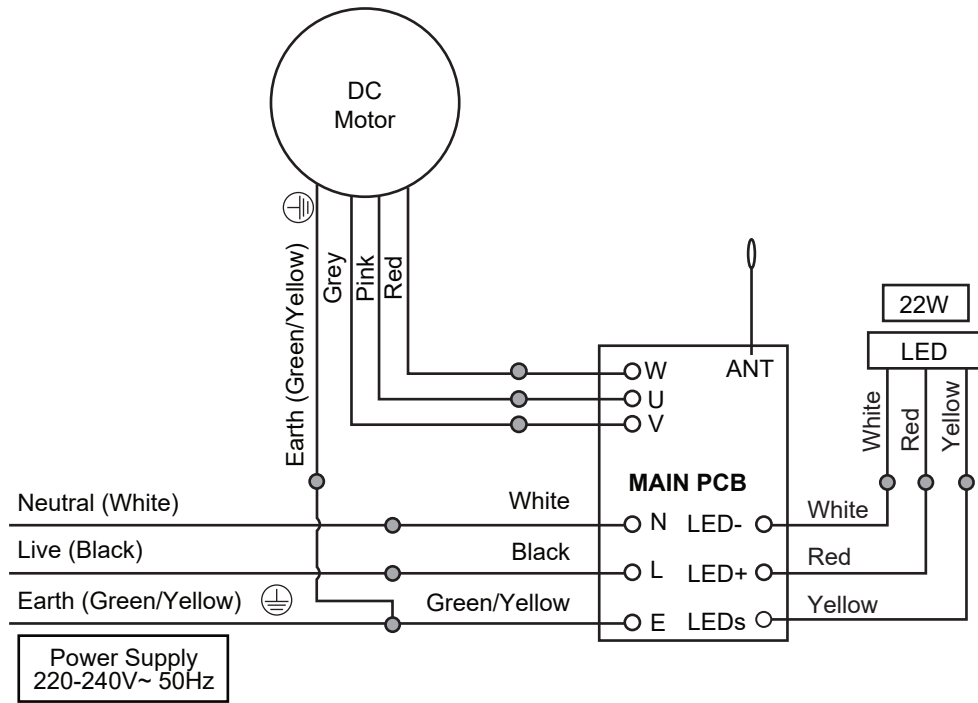 DC
Motor
Earth (Green/Yellow)
Grey
Pink
Red
22W
LED
White
Red
Yellow
W
ANT
U
V
MAIN PCB
Neutral (White)
White
N
LED-
White
Live (Black)
Black
L
LED+
Red
Earth (Green/Yellow)
Green/Yellow
E
LEDs
Yellow
Power Supply
220-240V~ 50Hz